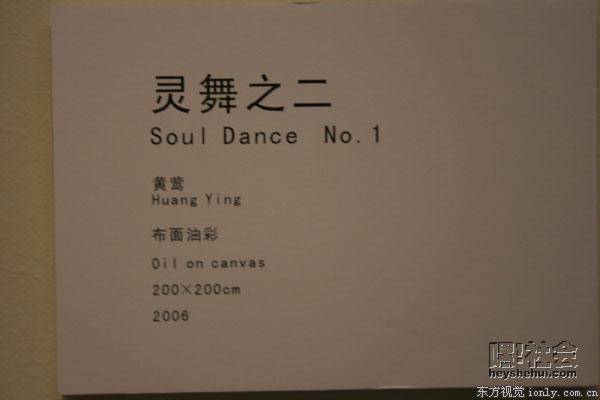 灵舞之二
Soul Dance No.1
黄莺
Huang Ying
布面油彩
Oil on canvas
200×200cm
2006
嘿!社会
heyshehui.com
东方视觉 ionly.com.cn